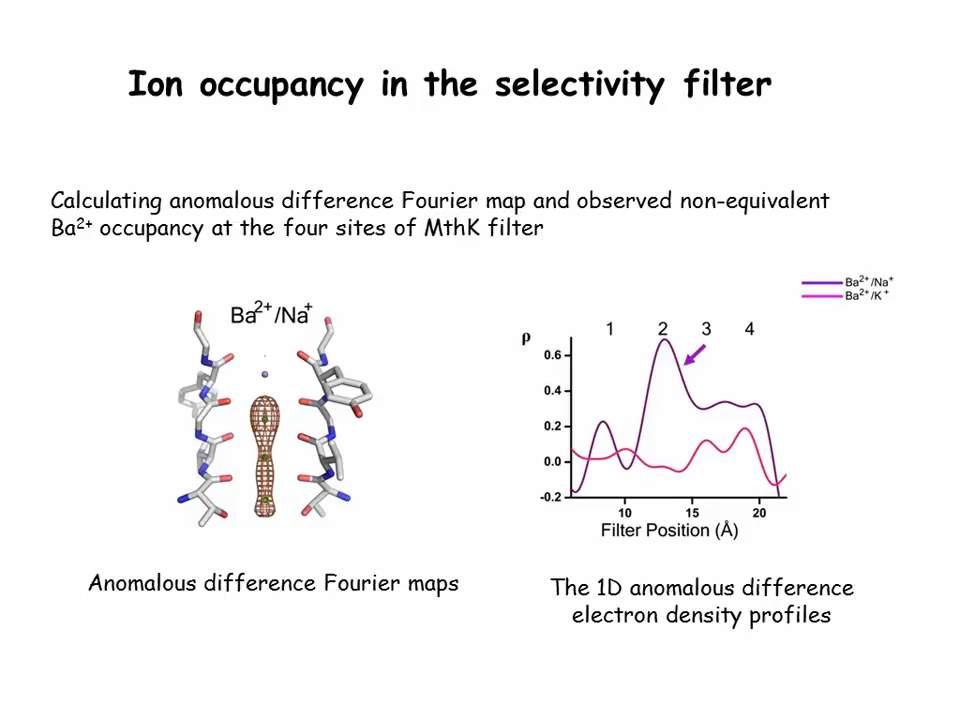 Ion occupancy in the selectivity filter
Calculating anomalous difference Fourier map and observed non-equivalent
Ba²⁺ occupancy at the four sites of MthK filter
Ba²⁺/Na⁺
Ba²⁺/Na⁺
Ba²⁺/K⁺
ρ
1 2 3 4
0.6
0.4
0.2
0.0
-0.2
10 15 20
Filter Position (Å)
Anomalous difference Fourier maps
The 1D anomalous difference
electron density profiles